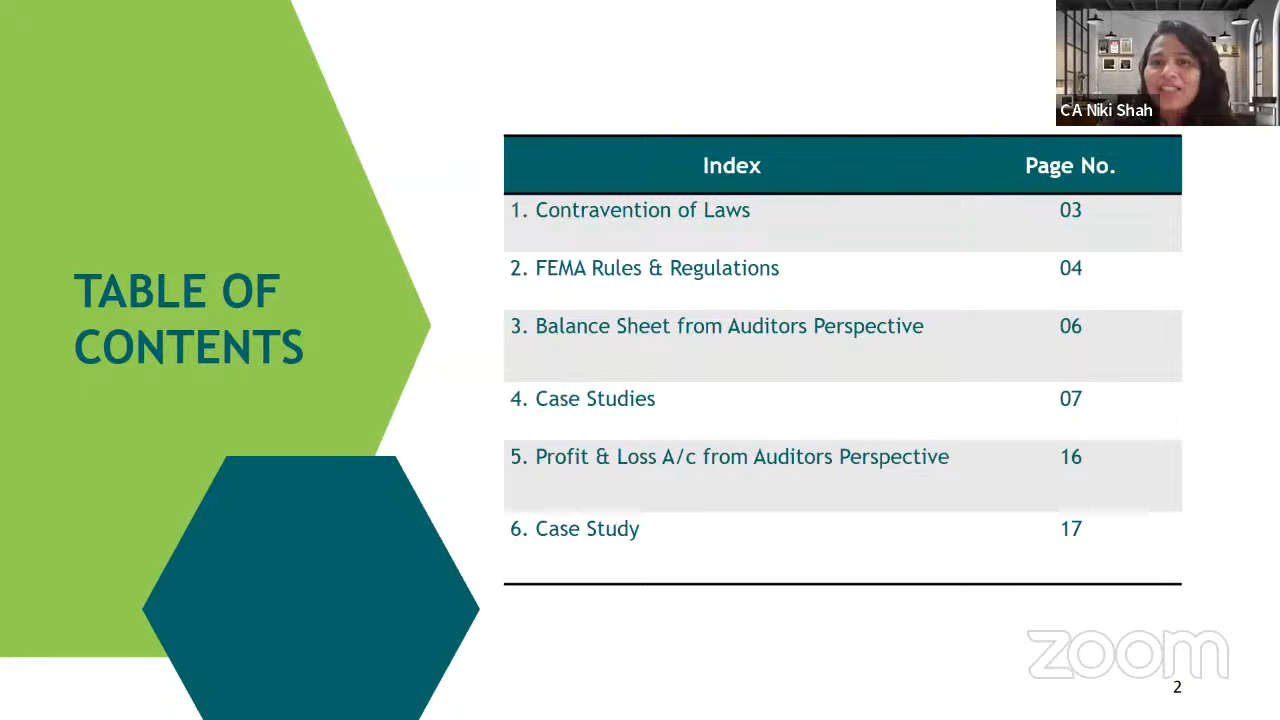 CA Niki Shah
TABLE OF
CONTENTS
Index Page No.
1. Contravention of Laws 03
2. FEMA Rules & Regulations 04
3. Balance Sheet from Auditors Perspective 06
4. Case Studies 07
5. Profit & Loss A/c from Auditors Perspective 16
6. Case Study 17
zoom
2